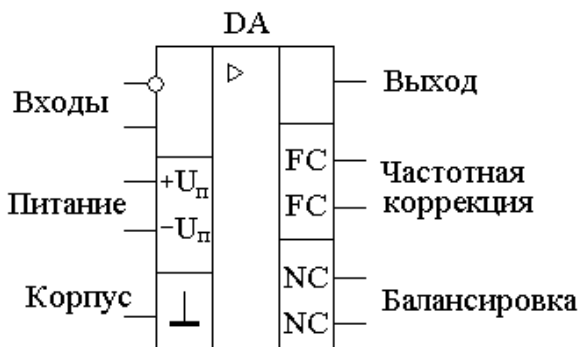 DA
Входы
Выход
Питание
+Uп
−Uп
FC
FC
Частотная
коррекция
Корпус
NC
NC
Балансировка